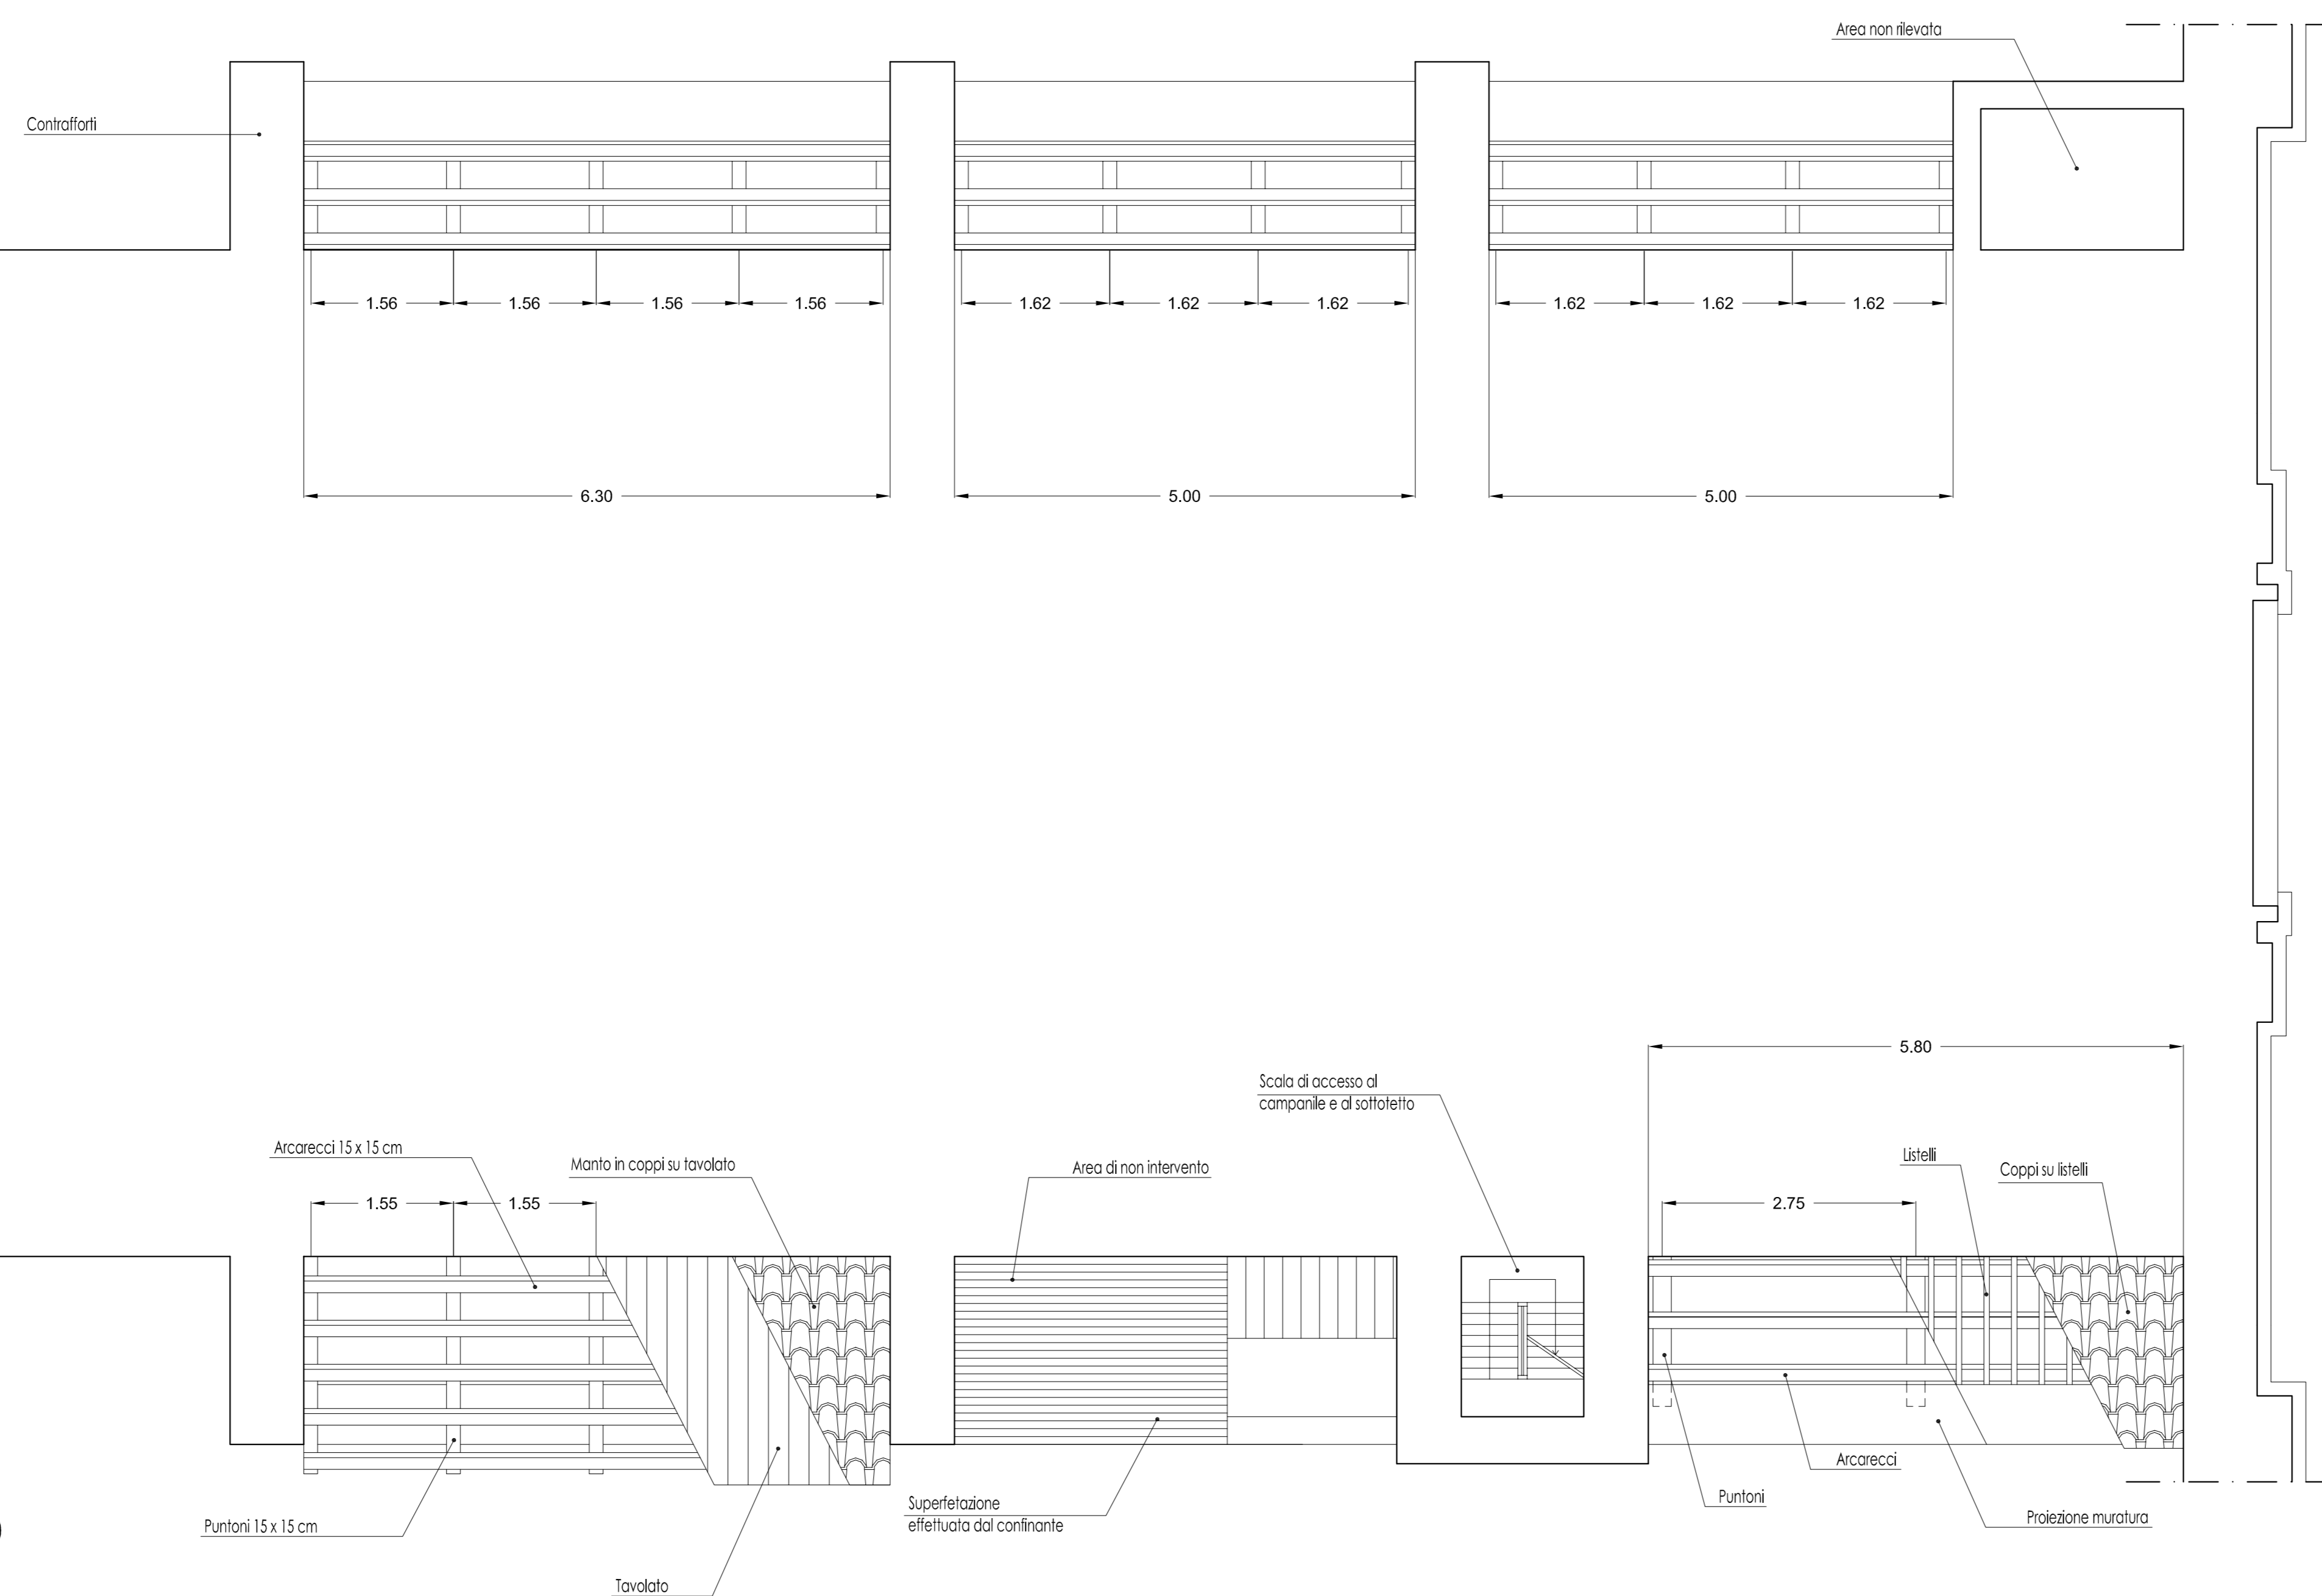 Area non rilevata
Contrafforti
1.56
1.56
1.56
1.56
1.62
1.62
1.62
1.62
1.62
1.62
6.30
5.00
5.00
5.80
Scala di accesso al
campanile e al sottotetto
Arcarecci 15 x 15 cm
Manto in coppi su tavolato
Area di non intervento
Listelli
Coppi su listelli
1.55
1.55
2.75
Arcarecci
Puntoni
Superfetazione
effettuata dal confinante
Proiezione muratura
Puntoni 15 x 15 cm
Tavolato